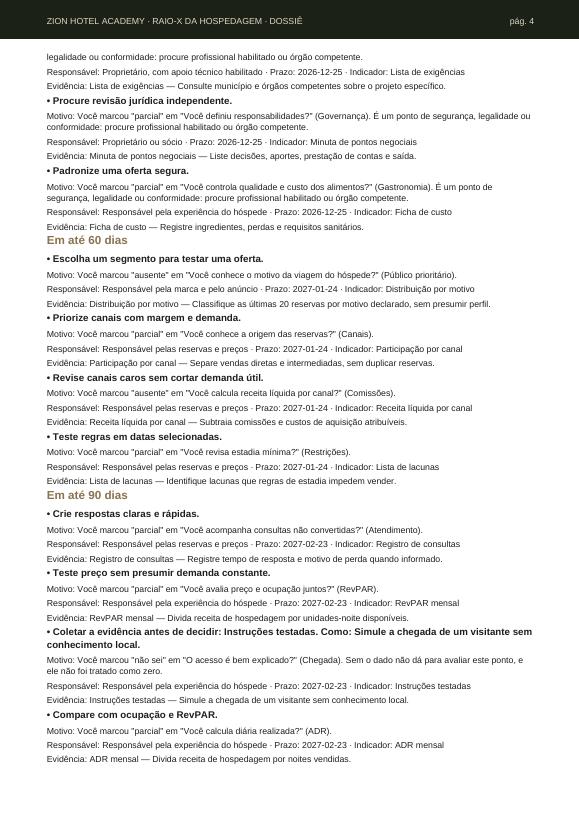 ZION HOTEL ACADEMY · RAIO-X DA HOSPEDAGEM · DOSSIÊ pág. 4
legalidade ou conformidade: procure profissional habilitado ou órgão competente.
Responsável: Proprietário, com apoio técnico habilitado · Prazo: 2026-12-25 · Indicador: Lista de exigências
Evidência: Lista de exigências — Consulte município e órgãos competentes sobre o projeto específico.
• Procure revisão jurídica independente.
Motivo: Você marcou "parcial" em "Você definiu responsabilidades?" (Governança). É um ponto de segurança, legalidade ou
conformidade: procure profissional habilitado ou órgão competente.
Responsável: Proprietário ou sócio · Prazo: 2026-12-25 · Indicador: Minuta de pontos negociais
Evidência: Minuta de pontos negociais — Liste decisões, aportes, prestação de contas e saída.
• Padronize uma oferta segura.
Motivo: Você marcou "parcial" em "Você controla qualidade e custo dos alimentos?" (Gastronomia). É um ponto de
segurança, legalidade ou conformidade: procure profissional habilitado ou órgão competente.
Responsável: Responsável pela experiência do hóspede · Prazo: 2026-12-25 · Indicador: Ficha de custo
Evidência: Ficha de custo — Registre ingredientes, perdas e requisitos sanitários.
Em até 60 dias
• Escolha um segmento para testar uma oferta.
Motivo: Você marcou "ausente" em "Você conhece o motivo da viagem do hóspede?" (Público prioritário).
Responsável: Responsável pela marca e pelo anúncio · Prazo: 2027-01-24 · Indicador: Distribuição por motivo
Evidência: Distribuição por motivo — Classifique as últimas 20 reservas por motivo declarado, sem presumir perfil.
• Priorize canais com margem e demanda.
Motivo: Você marcou "parcial" em "Você conhece a origem das reservas?" (Canais).
Responsável: Responsável pelas reservas e preços · Prazo: 2027-01-24 · Indicador: Participação por canal
Evidência: Participação por canal — Separe vendas diretas e intermediadas, sem duplicar reservas.
• Revise canais caros sem cortar demanda útil.
Motivo: Você marcou "ausente" em "Você calcula receita líquida por canal?" (Comissões).
Responsável: Responsável pelas reservas e preços · Prazo: 2027-01-24 · Indicador: Receita líquida por canal
Evidência: Receita líquida por canal — Subtraia comissões e custos de aquisição atribuíveis.
• Teste regras em datas selecionadas.
Motivo: Você marcou "parcial" em "Você revisa estadia mínima?" (Restrições).
Responsável: Responsável pelas reservas e preços · Prazo: 2027-01-24 · Indicador: Lista de lacunas
Evidência: Lista de lacunas — Identifique lacunas que regras de estadia impedem vender.
Em até 90 dias
• Crie respostas claras e rápidas.
Motivo: Você marcou "parcial" em "Você acompanha consultas não convertidas?" (Atendimento).
Responsável: Responsável pelas reservas e preços · Prazo: 2027-02-23 · Indicador: Registro de consultas
Evidência: Registro de consultas — Registre tempo de resposta e motivo de perda quando informado.
• Teste preço sem presumir demanda constante.
Motivo: Você marcou "parcial" em "Você avalia preço e ocupação juntos?" (RevPAR).
Responsável: Responsável pela experiência do hóspede · Prazo: 2027-02-23 · Indicador: RevPAR mensal
Evidência: RevPAR mensal — Divida receita de hospedagem por unidades-noite disponíveis.
• Coletar a evidência antes de decidir: Instruções testadas. Como: Simule a chegada de um visitante sem
conhecimento local.
Motivo: Você marcou "não sei" em "O acesso é bem explicado?" (Chegada). Sem o dado não dá para avaliar este ponto, e
ele não foi tratado como zero.
Responsável: Responsável pela experiência do hóspede · Prazo: 2027-02-23 · Indicador: Instruções testadas
Evidência: Instruções testadas — Simule a chegada de um visitante sem conhecimento local.
• Compare com ocupação e RevPAR.
Motivo: Você marcou "parcial" em "Você calcula diária realizada?" (ADR).
Responsável: Responsável pela experiência do hóspede · Prazo: 2027-02-23 · Indicador: ADR mensal
Evidência: ADR mensal — Divida receita de hospedagem por noites vendidas.